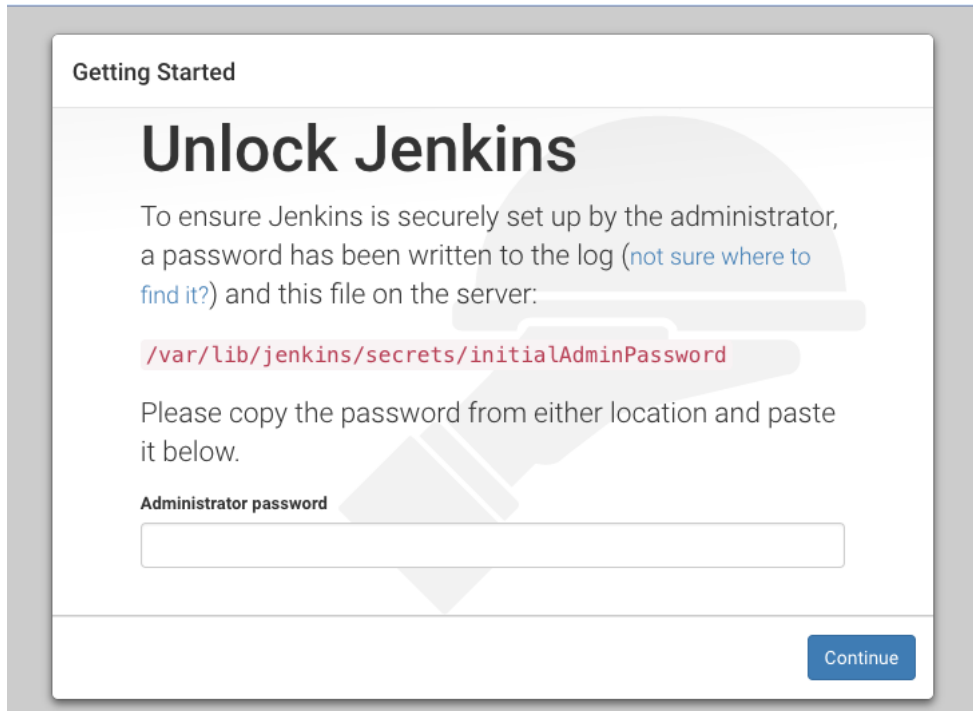 Getting Started
Unlock Jenkins
To ensure Jenkins is securely set up by the administrator,
a password has been written to the log (not sure where to
find it?) and this file on the server:
/var/lib/jenkins/secrets/initialAdminPassword
Please copy the password from either location and paste
it below.
Administrator password
Continue